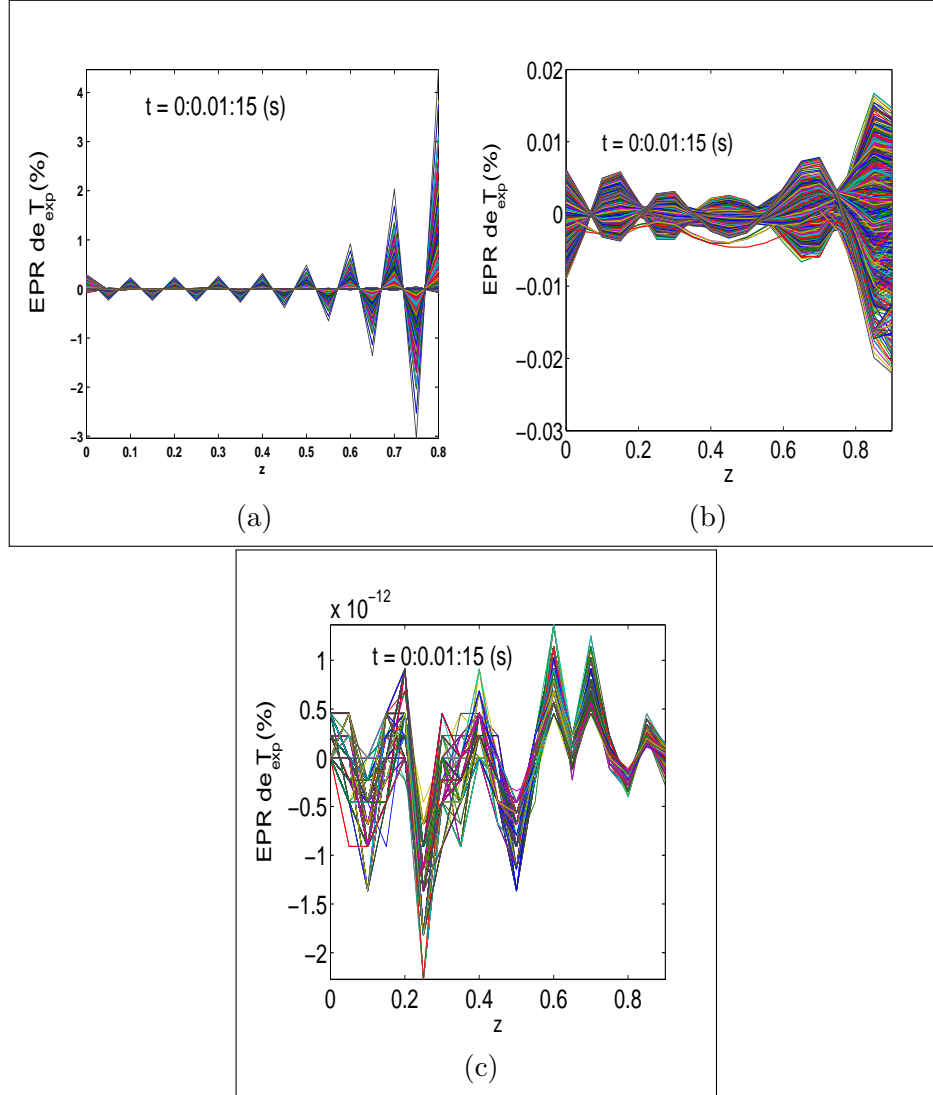 t = 0:0.01:15 (s)
EPR de T_exp (%)
4
3
2
1
0
−1
−2
−3
0 0.1 0.2 0.3 0.4 0.5 0.6 0.7 0.8
z
(a)
t = 0:0.01:15 (s)
EPR de T_exp (%)
0.02
0.01
0
−0.01
−0.02
−0.03
0 0.2 0.4 0.6 0.8
z
(b)
x 10^−12
t = 0:0.01:15 (s)
EPR de T_exp (%)
1
0.5
0
−0.5
−1
−1.5
−2
0 0.2 0.4 0.6 0.8
z
(c)